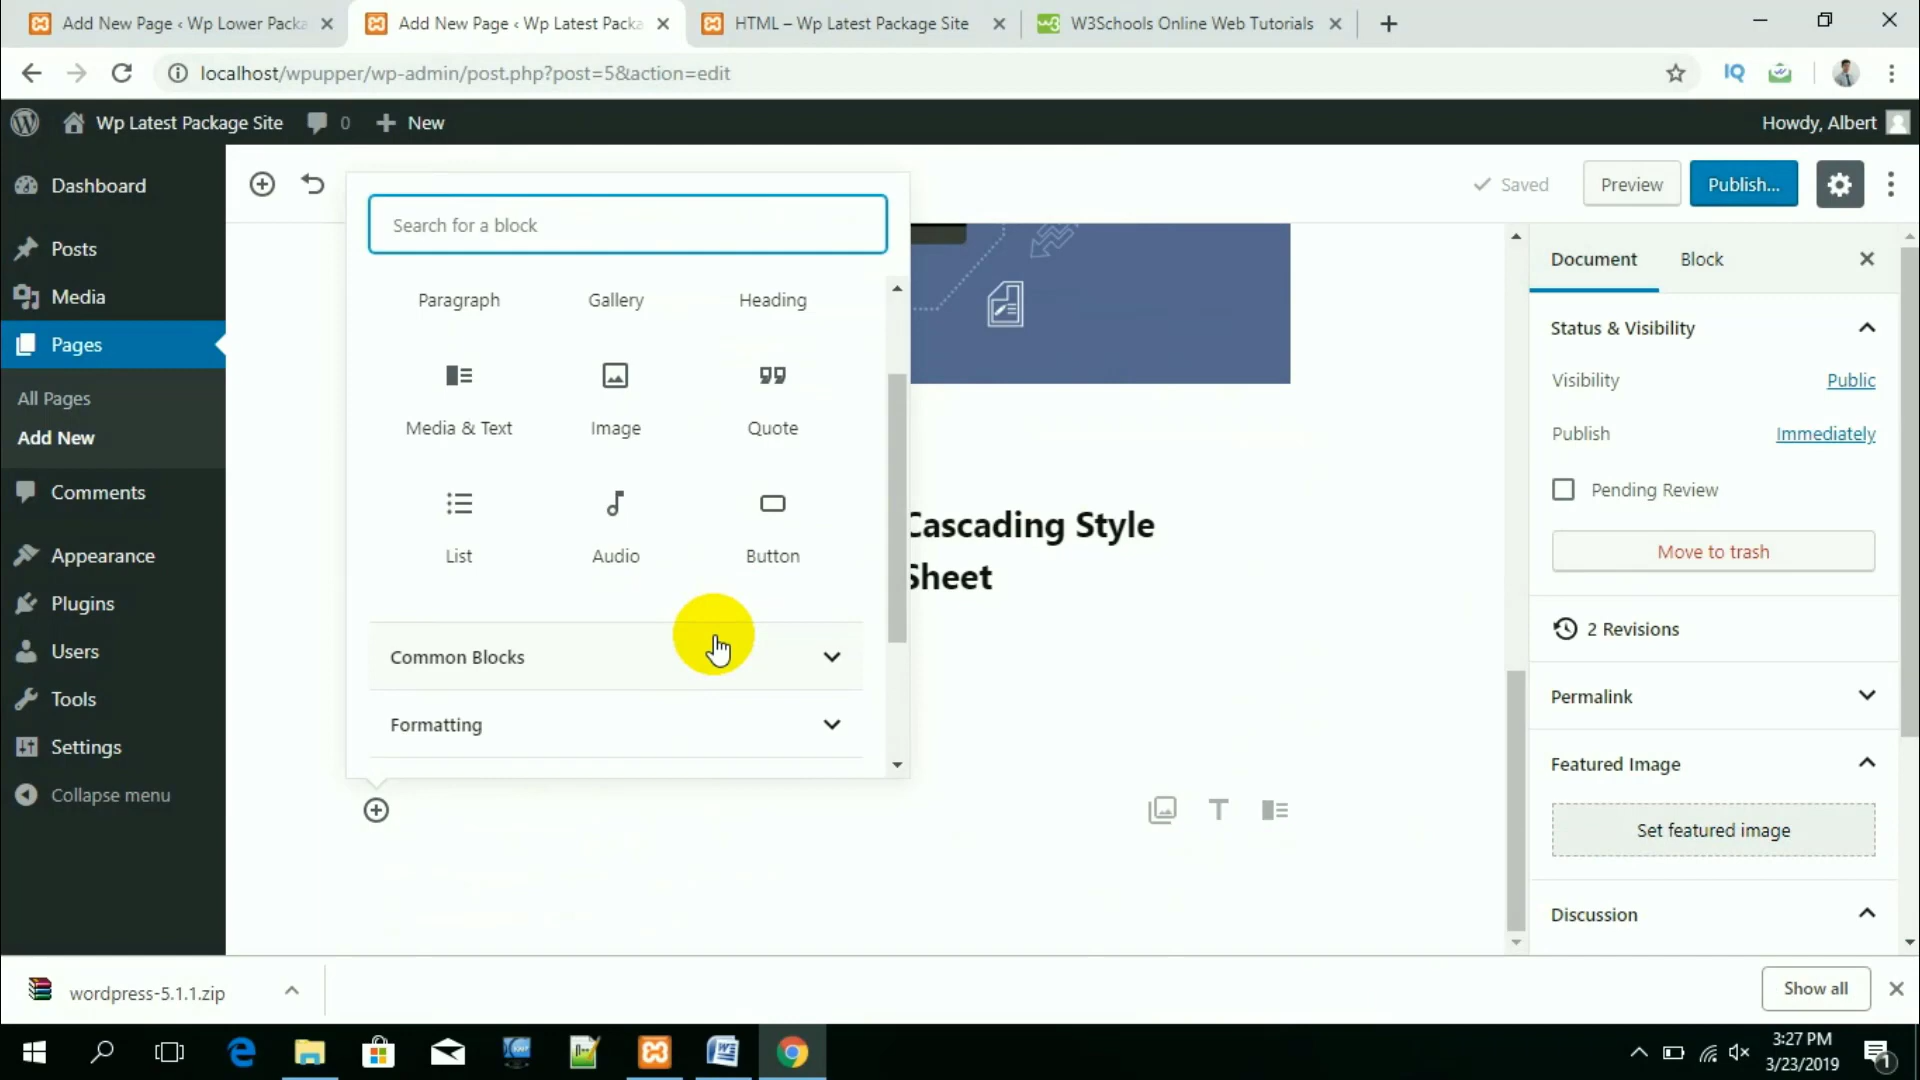 Add New Page ‹ Wp Lower Packa
Add New Page ‹ Wp Latest Packa
HTML – Wp Latest Package Site
W3Schools Online Web Tutorials
localhost/wpupper/wp-admin/post.php?post=5&action=edit
IQ
Wp Latest Package Site
0
New
Howdy, Albert
Dashboard
Posts
Media
Pages
All Pages
Add New
Comments
Appearance
Plugins
Users
Tools
Settings
Collapse menu
Saved
Preview
Publish...
Search for a block
Paragraph
Gallery
Heading
Media & Text
Image
Quote
List
Audio
Button
Common Blocks
Formatting
Cascading Style
Sheet
Document
Block
Status & Visibility
Visibility
Public
Publish
Immediately
Pending Review
Move to trash
2 Revisions
Permalink
Featured Image
Set featured image
Discussion
wordpress-5.1.1.zip
Show all
3:27 PM
3/23/2019
1